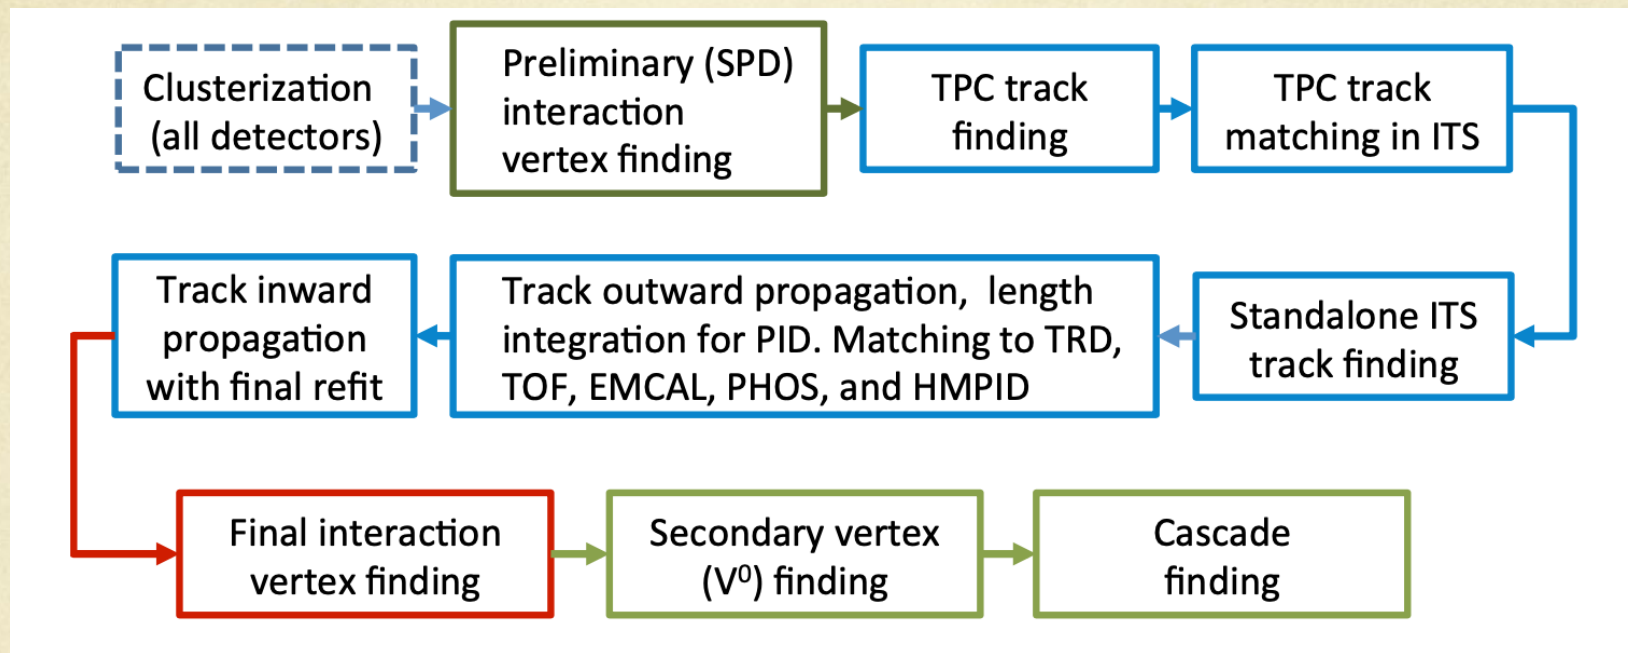 Clusterization
(all detectors)
Preliminary (SPD)
interaction
vertex finding
TPC track
finding
TPC track
matching in ITS
Standalone ITS
track finding
Track outward propagation, length
integration for PID. Matching to TRD,
TOF, EMCAL, PHOS, and HMPID
Track inward
propagation
with final refit
Final interaction
vertex finding
Secondary vertex
(V⁰) finding
Cascade
finding